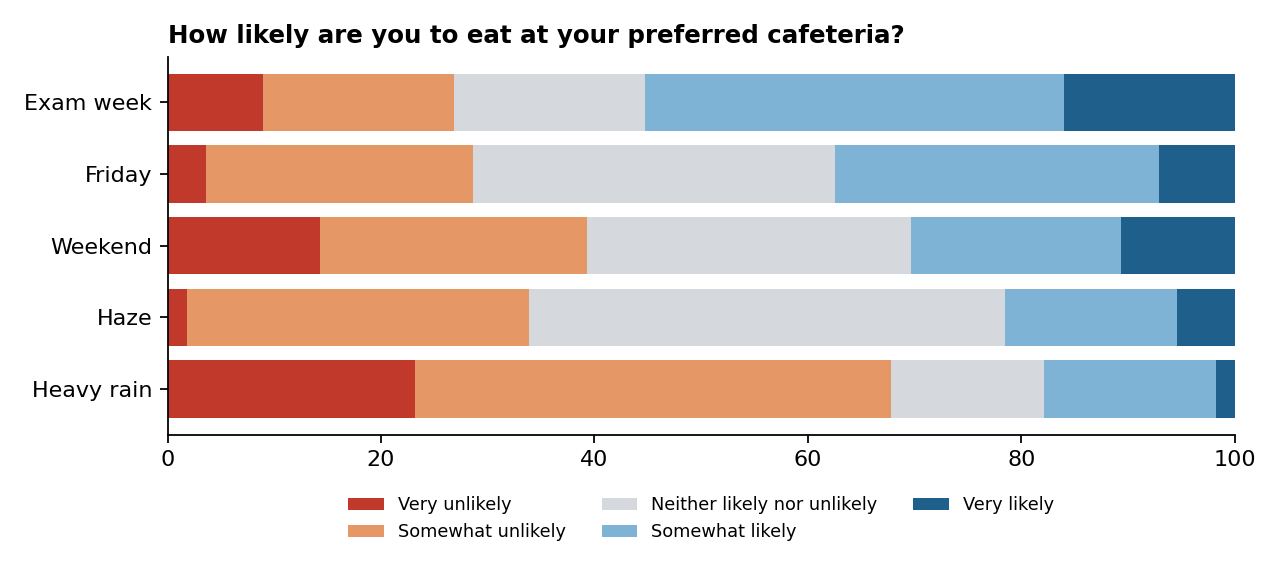 How likely are you to eat at your preferred cafeteria?
Exam week
Friday
Weekend
Haze
Heavy rain
0 20 40 60 80 100
Very unlikely Neither likely nor unlikely Very likely
Somewhat unlikely Somewhat likely